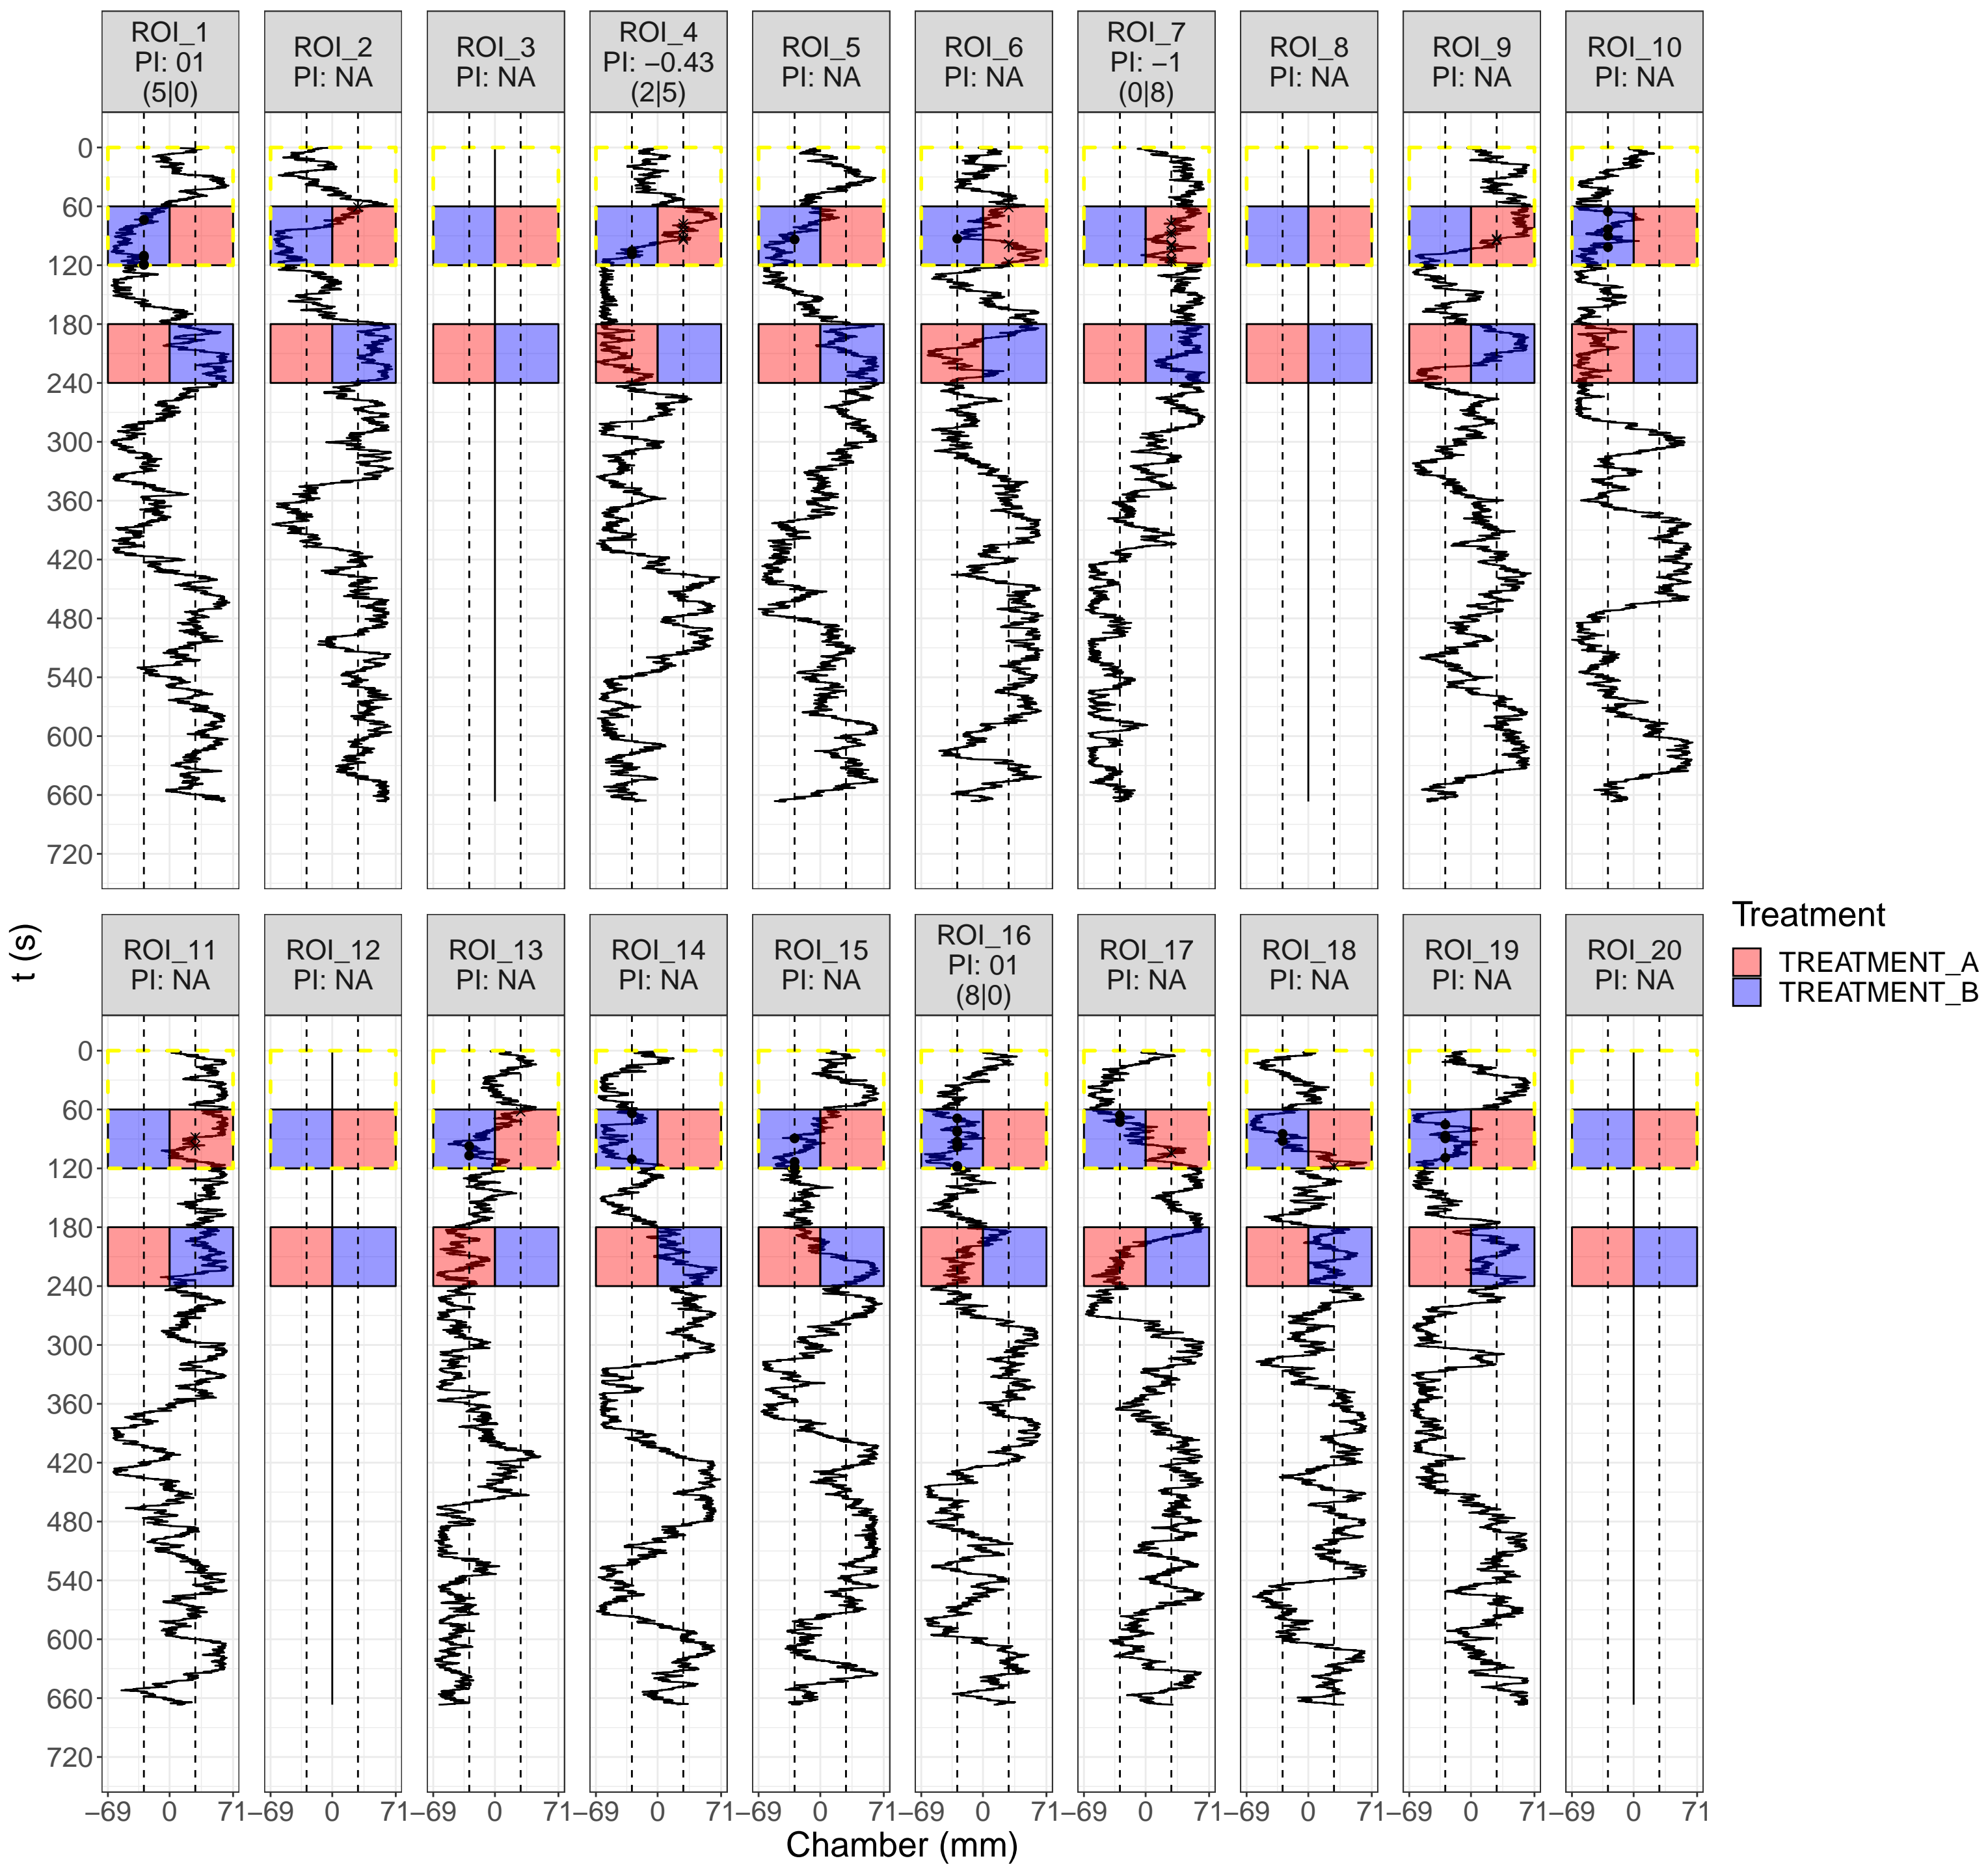 ROI_1
PI: 01
(5|0)
ROI_2
PI: NA
ROI_3
PI: NA
ROI_4
PI: −0.43
(2|5)
ROI_5
PI: NA
ROI_6
PI: NA
ROI_7
PI: −1
(0|8)
ROI_8
PI: NA
ROI_9
PI: NA
ROI_10
PI: NA
0
60
120
180
240
300
360
420
480
540
600
660
720
t (s)
ROI_11
PI: NA
ROI_12
PI: NA
ROI_13
PI: NA
ROI_14
PI: NA
ROI_15
PI: NA
ROI_16
PI: 01
(8|0)
ROI_17
PI: NA
ROI_18
PI: NA
ROI_19
PI: NA
ROI_20
PI: NA
0
60
120
180
240
300
360
420
480
540
600
660
720
−69 0 71 −69 0 71 −69 0 71 −69 0 71 −69 0 71 −69 0 71 −69 0 71 −69 0 71 −69 0 71 −69 0 71
Chamber (mm)
Treatment
TREATMENT_A
TREATMENT_B